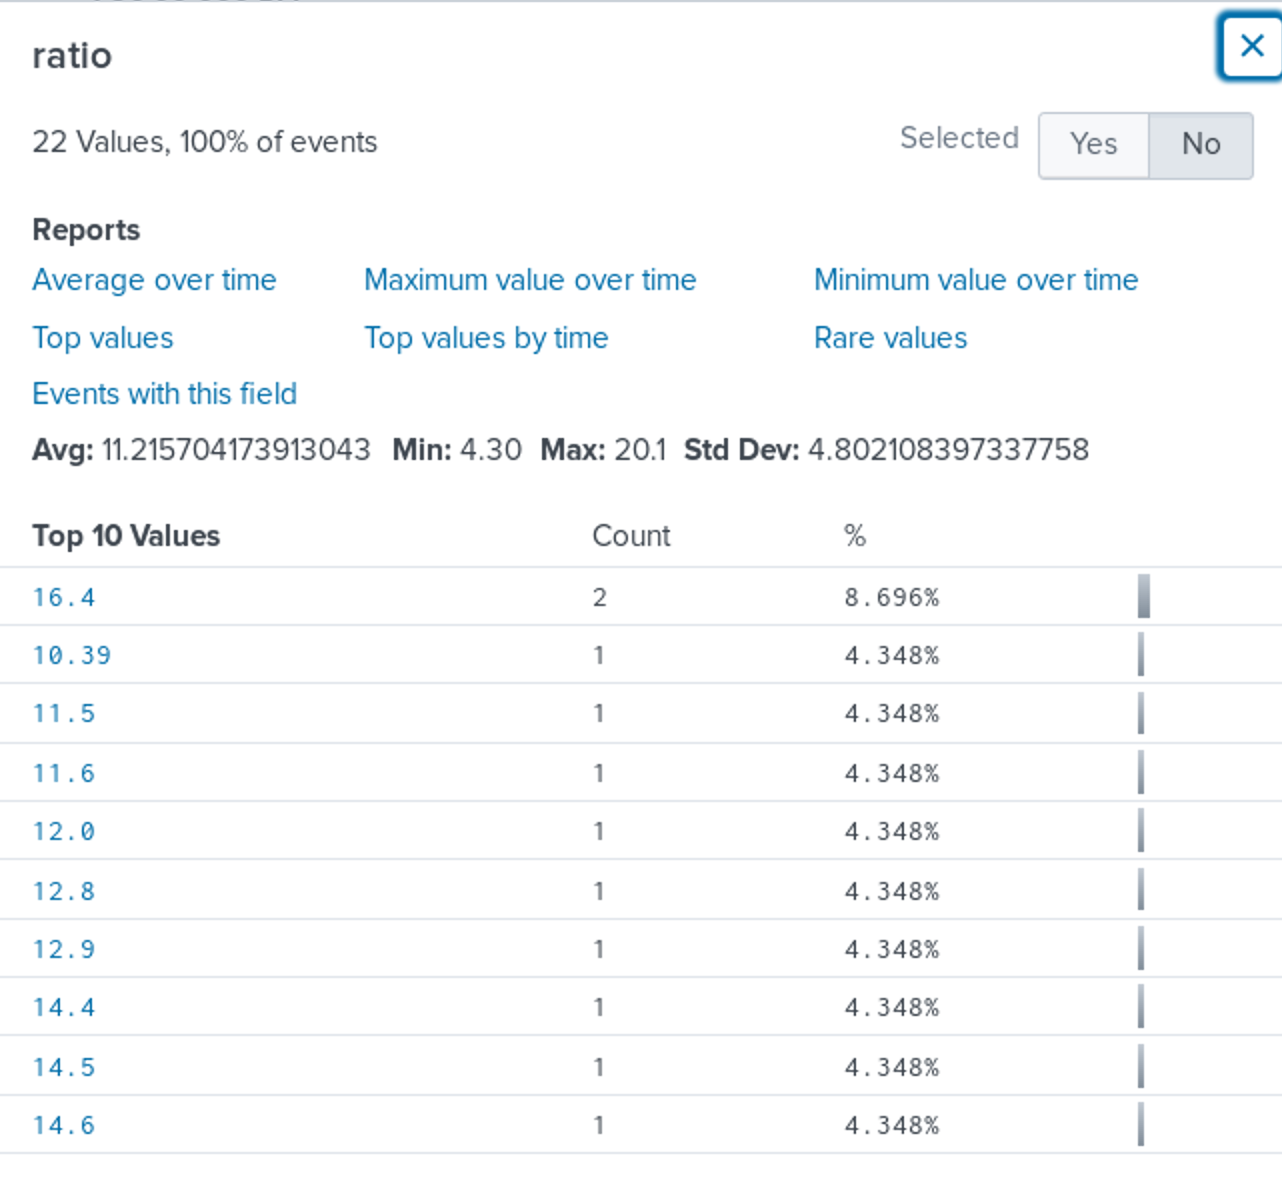 ratio
22 Values, 100% of events
Selected Yes No
Reports
Average over time Maximum value over time Minimum value over time
Top values Top values by time Rare values
Events with this field
Avg: 11.215704173913043 Min: 4.30 Max: 20.1 Std Dev: 4.802108397337758
Top 10 Values Count %
16.4 2 8.696%
10.39 1 4.348%
11.5 1 4.348%
11.6 1 4.348%
12.0 1 4.348%
12.8 1 4.348%
12.9 1 4.348%
14.4 1 4.348%
14.5 1 4.348%
14.6 1 4.348%